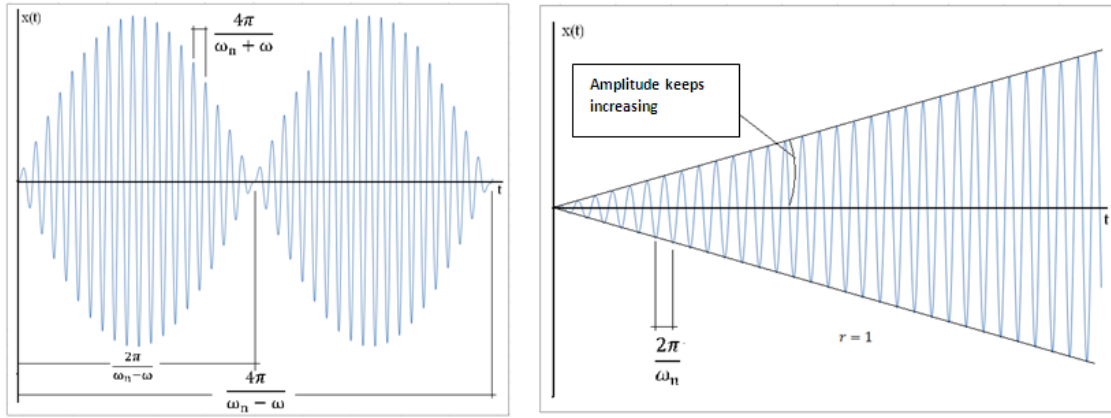 x(t)
4π
ωn + ω
t
2π
ωn−ω
4π
ωn − ω
x(t)
Amplitude keeps
increasing
t
2π
ωn
r = 1